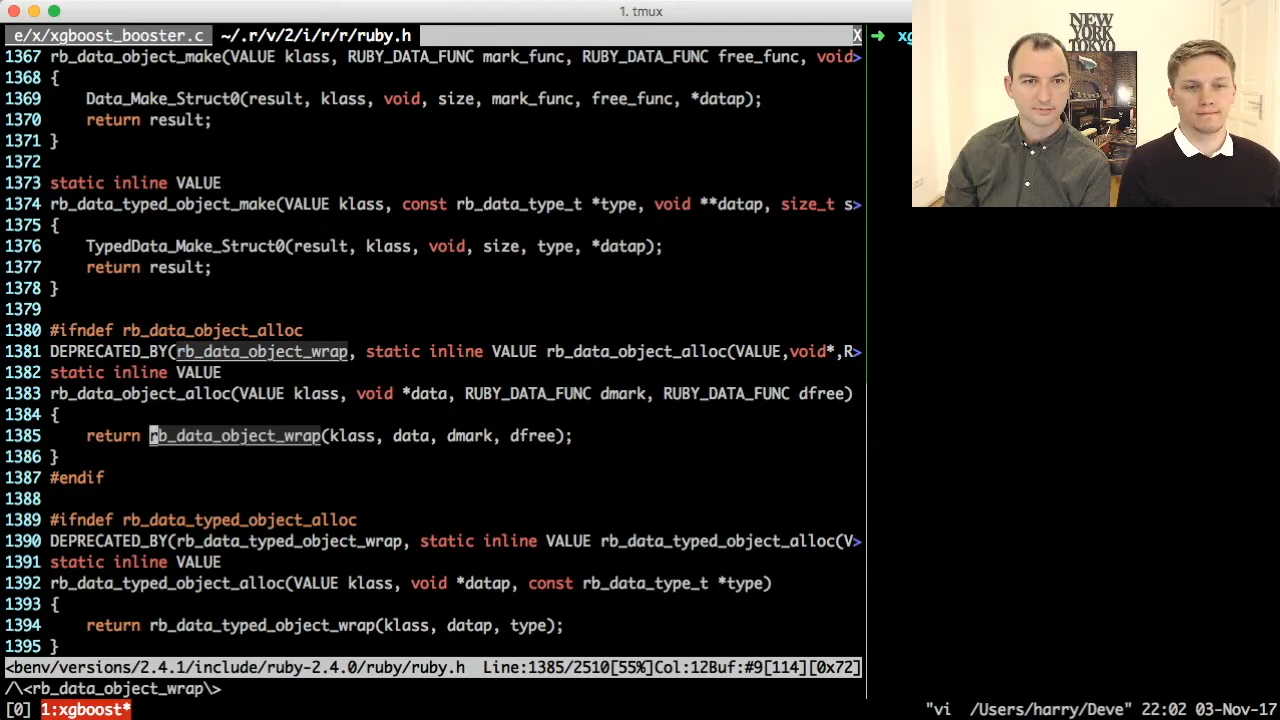 1. tmux
e/x/xgboost_booster.c ~/.r/v/2/i/r/r/ruby.h X
1367 rb_data_object_make(VALUE klass, RUBY_DATA_FUNC mark_func, RUBY_DATA_FUNC free_func, void>
1368 {
1369 Data_Make_Struct0(result, klass, void, size, mark_func, free_func, *datap);
1370 return result;
1371 }
1372
1373 static inline VALUE
1374 rb_data_typed_object_make(VALUE klass, const rb_data_type_t *type, void **datap, size_t s>
1375 {
1376 TypedData_Make_Struct0(result, klass, void, size, type, *datap);
1377 return result;
1378 }
1379
1380 #ifndef rb_data_object_alloc
1381 DEPRECATED_BY(rb_data_object_wrap, static inline VALUE rb_data_object_alloc(VALUE,void*,R>
1382 static inline VALUE
1383 rb_data_object_alloc(VALUE klass, void *data, RUBY_DATA_FUNC dmark, RUBY_DATA_FUNC dfree)
1384 {
1385 return rb_data_object_wrap(klass, data, dmark, dfree);
1386 }
1387 #endif
1388
1389 #ifndef rb_data_typed_object_alloc
1390 DEPRECATED_BY(rb_data_typed_object_wrap, static inline VALUE rb_data_typed_object_alloc(V>
1391 static inline VALUE
1392 rb_data_typed_object_alloc(VALUE klass, void *datap, const rb_data_type_t *type)
1393 {
1394 return rb_data_typed_object_wrap(klass, datap, type);
1395 }
<benv/versions/2.4.1/include/ruby-2.4.0/ruby/ruby.h Line:1385/2510[55%]Col:12Buf:#9[114][0x72]
/\<rb_data_object_wrap\>
[0] 1:xgboost* "vi /Users/harry/Deve" 22:02 03-Nov-17
➜ xg
NEW
YORK
TOKYO